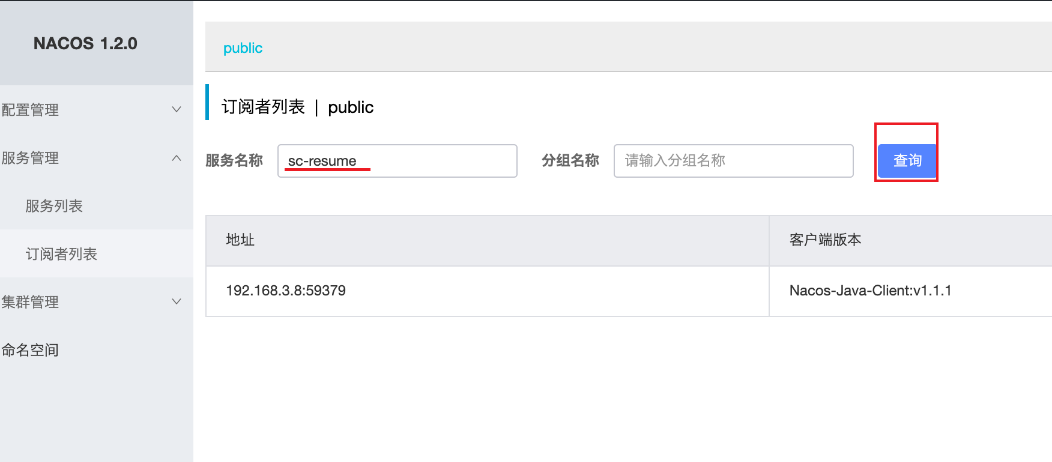 NACOS 1.2.0
配置管理
服务管理
服务列表
订阅者列表
集群管理
命名空间
public
订阅者列表 | public
服务名称 sc-resume 分组名称 请输入分组名称 查询
地址 客户端版本
192.168.3.8:59379 Nacos-Java-Client:v1.1.1